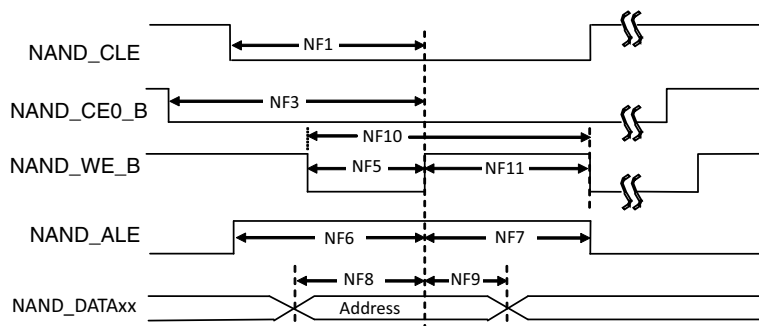 NAND_CLE
NF1
NAND_CE0_B
NF3
NF10
NAND_WE_B
NF5
NF11
NAND_ALE
NF6
NF7
NF8
NF9
NAND_DATAxx
Address